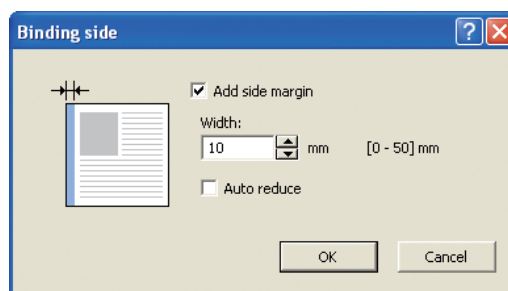 Binding side
Add side margin
Width:
10 mm [0 - 50] mm
Auto reduce
OK Cancel